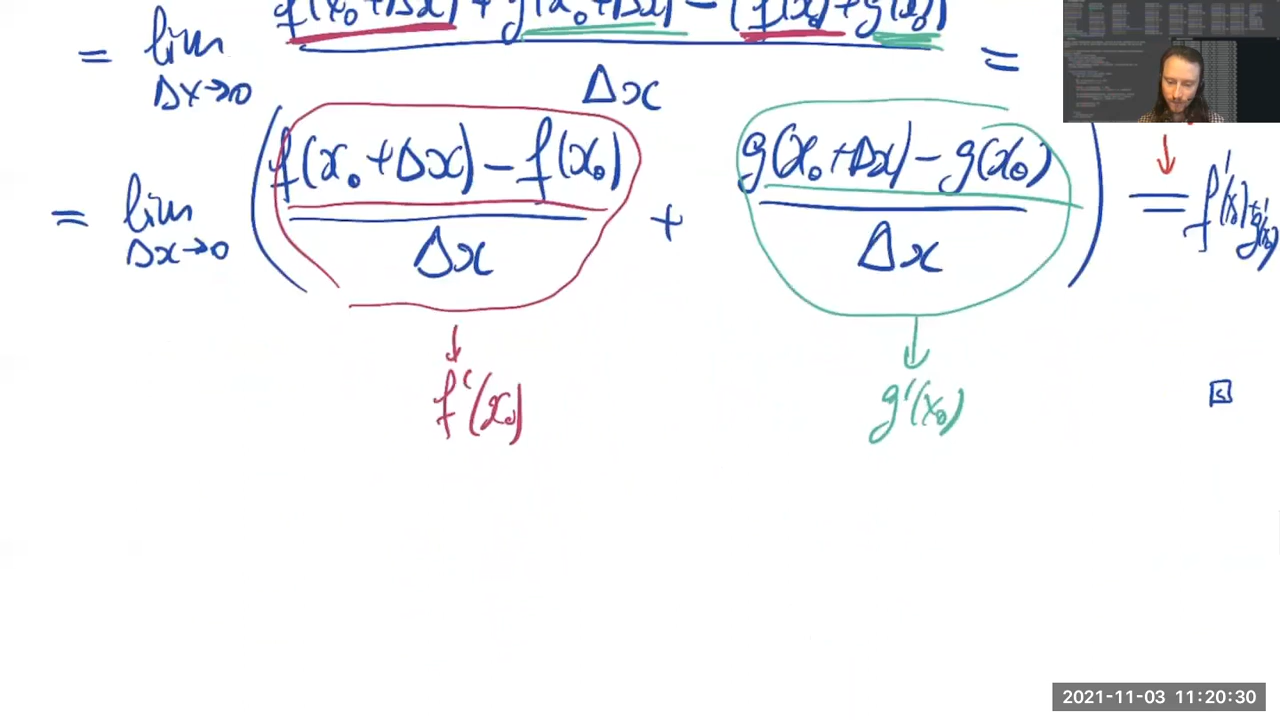 f(x₀+Δx) + g(x₀+Δx) − (f(x₀)+g(x₀))
= lim =
Δx→0 Δx
f(x₀+Δx)−f(x₀) g(x₀+Δx)−g(x₀)
= lim ( + ) = f'(x₀)+g'(x₀)
Δx→0 Δx Δx
f'(x₀) g'(x₀)
2021-11-03 11:20:30